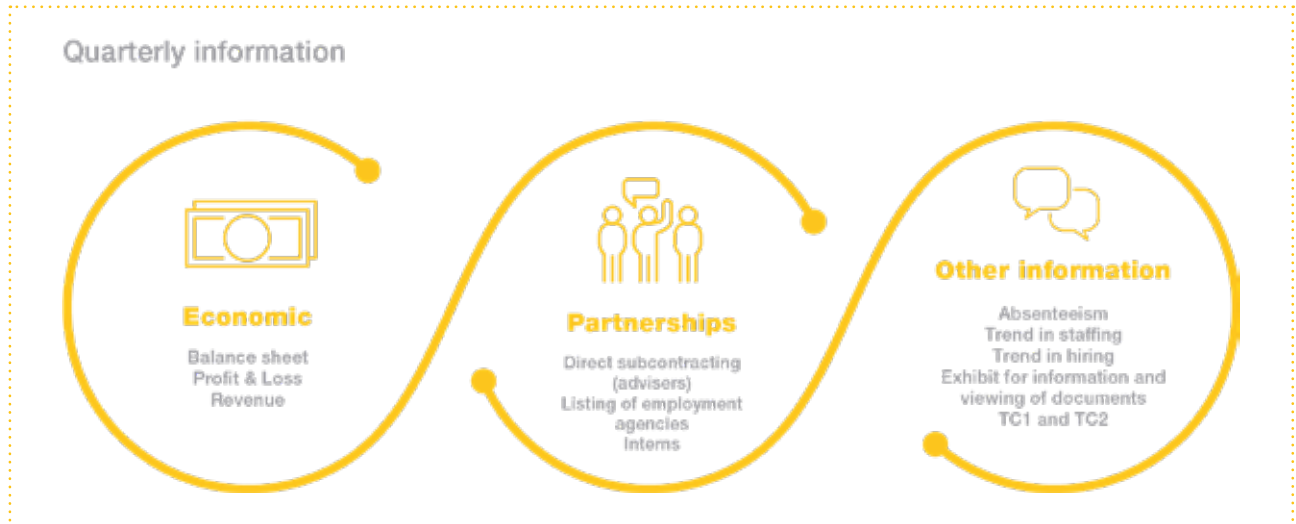 Quarterly information
Economic
Balance sheet
Profit & Loss
Revenue
Partnerships
Direct subcontracting
(advisers)
Listing of employment
agencies
Interns
Other information
Absenteeism
Trend in staffing
Trend in hiring
Exhibit for information and
viewing of documents
TC1 and TC2